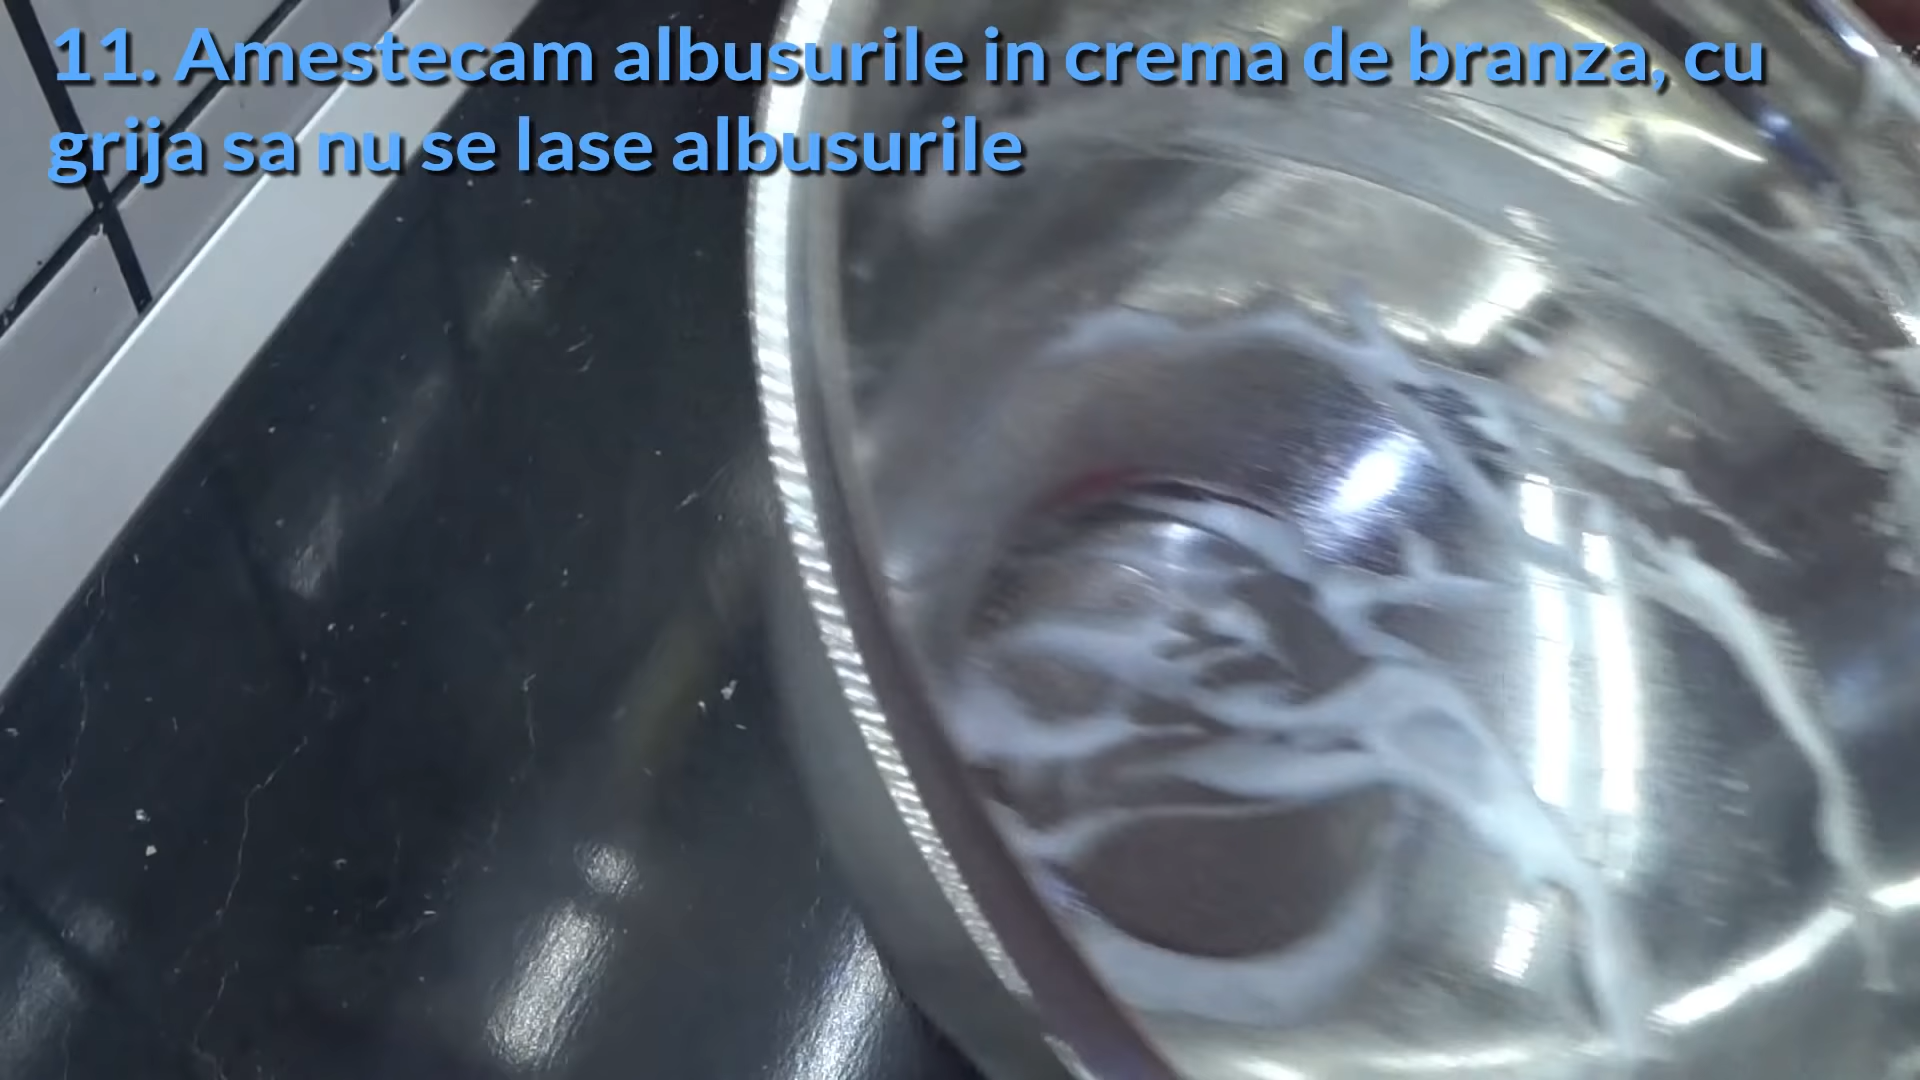 11. Amestecam albusurile in crema de branza, cu
grija sa nu se lase albusurile